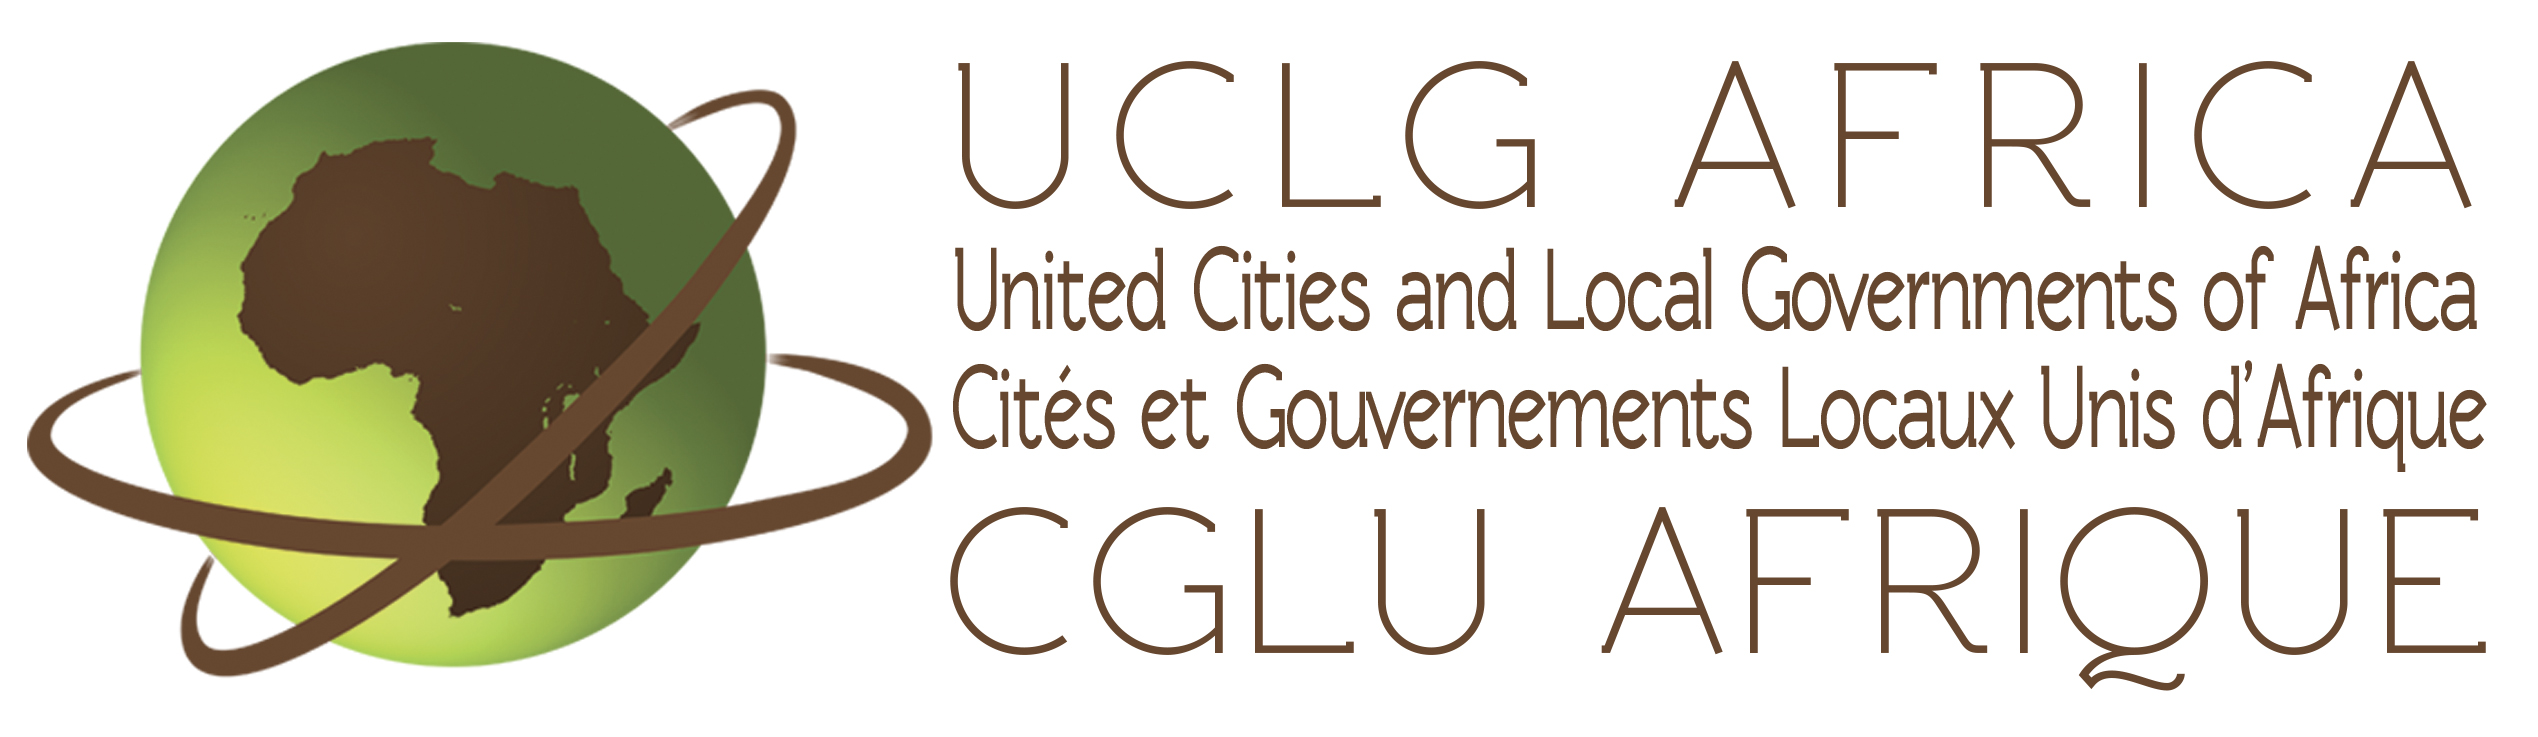 UCLG AFRICA
United Cities and Local Governments of Africa
Cités et Gouvernements Locaux Unis d'Afrique
CGLU AFRIQUE